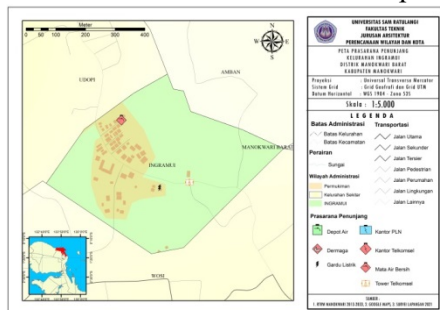 Meter
0 50 100 200 300 400
UDOPI
AMBAN
MANOKWARI BARAT
INGRAMUI
WOSI
UNIVERSITAS SAM RATULANGI
FAKULTAS TEKNIK
JURUSAN ARSITEKTUR
PERENCANAAN WILAYAH DAN KOTA
PETA PRASARANA PENUNJANG
KELURAHAN INGRAMUI
DISTRIK MANOKWARI BARAT
KABUPATEN MANOKWARI
Proyeksi : Universal Transverse Mercator
Sistem Grid : Grid Geofrafi dan Grid UTM
Datum Horizontal : WGS 1984 - Zona 53S
Skala : 1:5.000
LEGENDA
Batas Administrasi
Batas Kelurahan
Batas Kecamatan
Perairan
Sungai
Wilayah Administrasi
Permukiman
Kelurahan Sekitar
INGRAMUI
Transportasi
Jalan Utama
Jalan Sekunder
Jalan Tersier
Jalan Pedestrian
Jalan Perumahan
Jalan Lingkungan
Jalan Lainnya
Prasarana Penunjang
Depot Air
Kantor PLN
Dermaga
Kantor Telkomsel
Gardu Listrik
Mata Air Bersih
Tower Telkomsel
SUMBER :